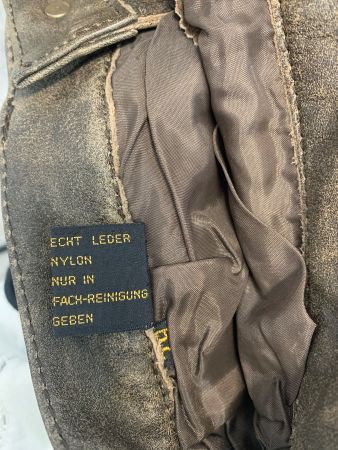 ECHT LEDER
NYLON
NUR IN
FACH-REINIGUNG
GEBEN